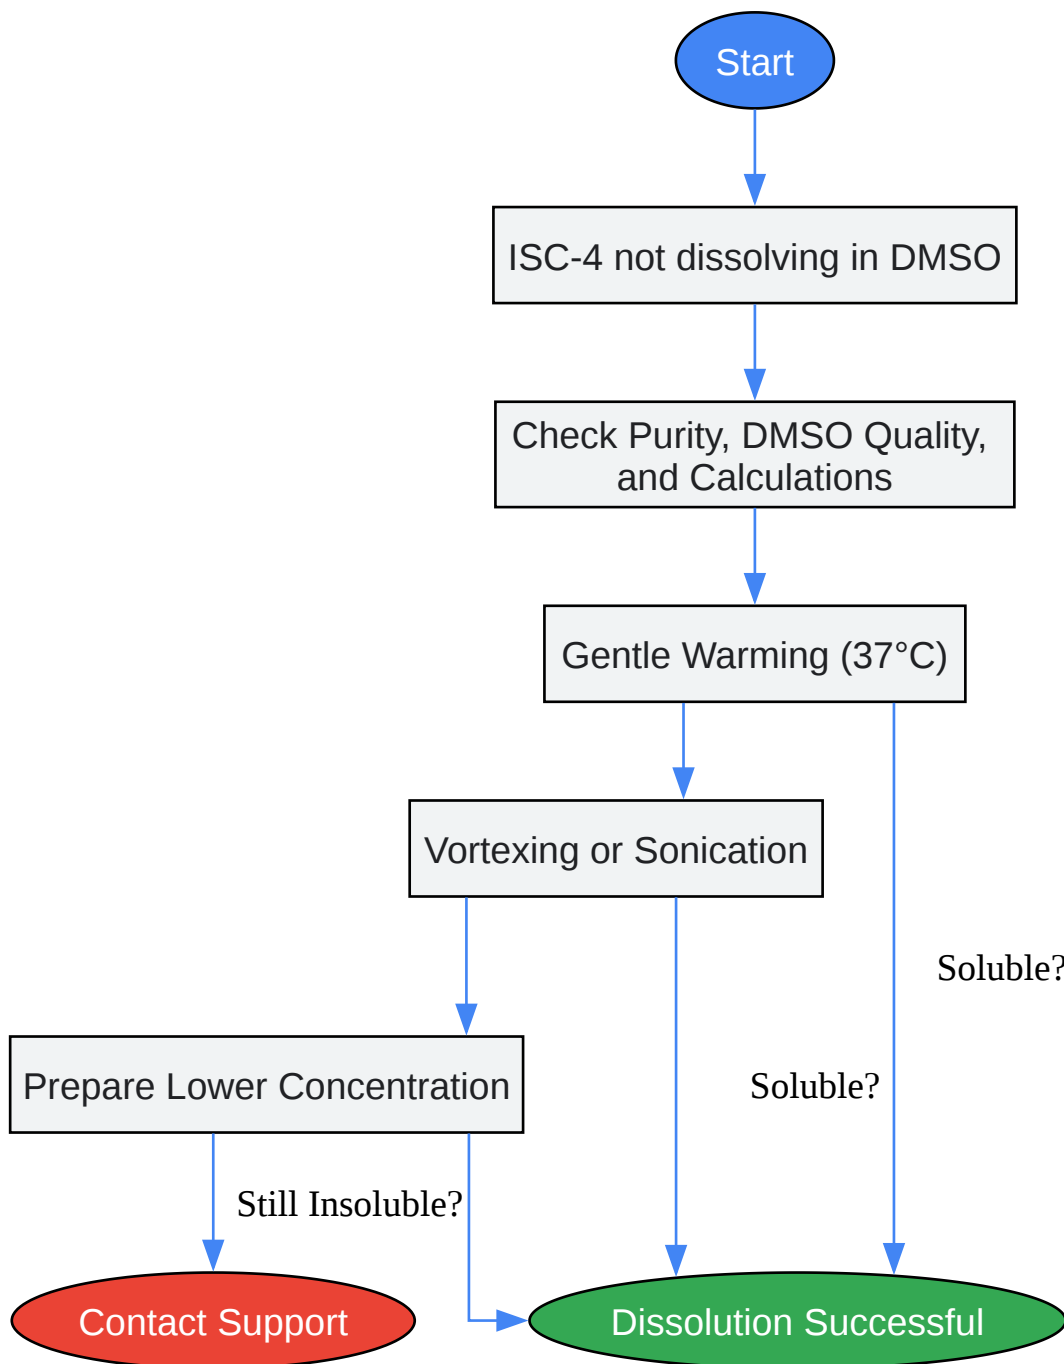 Start
ISC-4 not dissolving in DMSO
Check Purity, DMSO Quality,
and Calculations
Gentle Warming (37°C)
Vortexing or Sonication
Soluble?
Soluble?
Prepare Lower Concentration
Still Insoluble?
Contact Support
Dissolution Successful